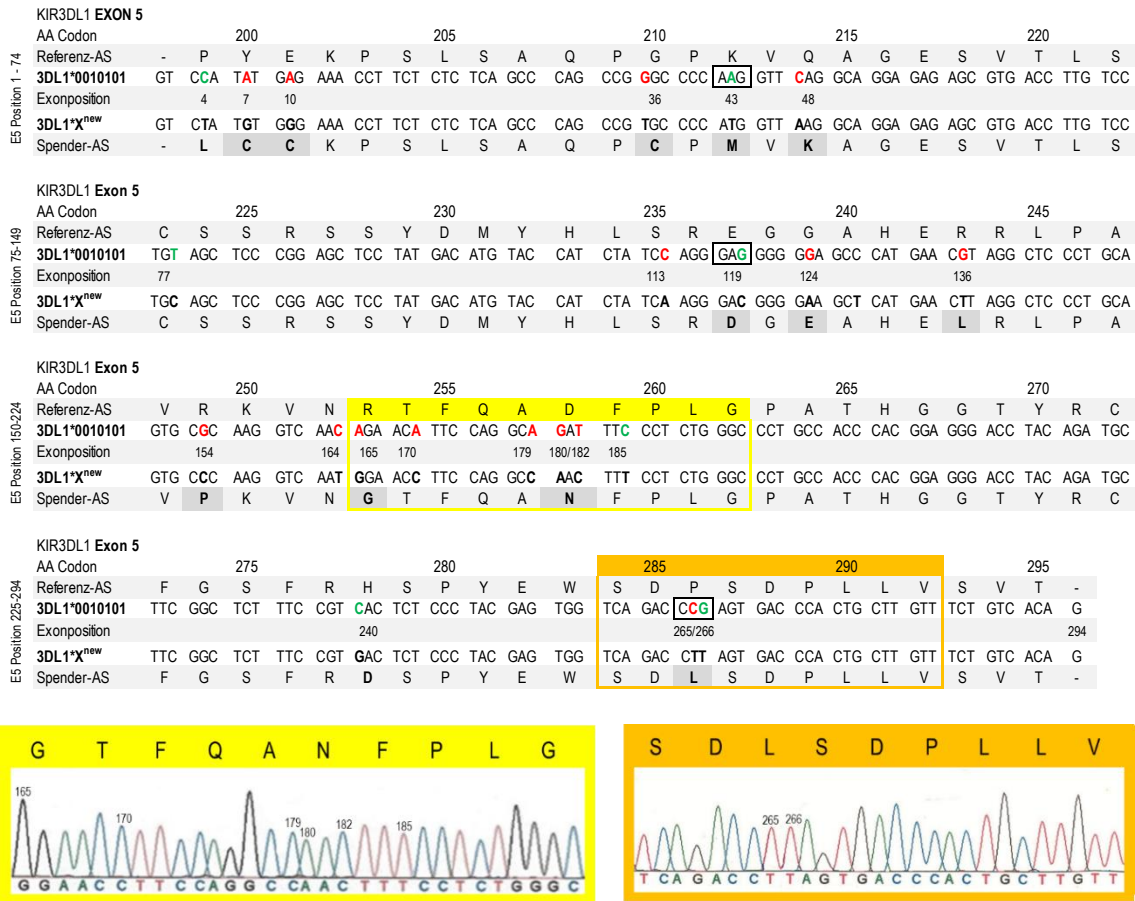 KIR3DL1 EXON 5
AA Codon 200 205 210 215 220
Referenz-AS - P Y E K P S L S A Q P G P K V Q A G E S V T L S
3DL1*0010101 GT CCA TAT GAG AAA CCT TCT CTC TCA GCC CAG CCG GGC CCC AAG GTT CAG GCA GGA GAG AGC GTG ACC TTG TCC
Exonposition 4 7 10 36 43 48
3DL1*Xnew GT CTA TGT GGG AAA CCT TCT CTC TCA GCC CAG CCG TGC CCC ATG GTT AAG GCA GGA GAG AGC GTG ACC TTG TCC
Spender-AS - L C C K P S L S A Q P C P M V K A G E S V T L S
E5 Position 1 - 74
KIR3DL1 Exon 5
AA Codon 225 230 235 240 245
Referenz-AS C S S R S S Y D M Y H L S R E G G A H E R R L P A
3DL1*0010101 TGT AGC TCC CGG AGC TCC TAT GAC ATG TAC CAT CTA TCC AGG GAG GGG GGA GCC CAT GAA CGT AGG CTC CCT GCA
Exonposition 77 113 119 124 136
3DL1*Xnew TGC AGC TCC CGG AGC TCC TAT GAC ATG TAC CAT CTA TCA AGG GAC GGG GAA GCT CAT GAA CTT AGG CTC CCT GCA
Spender-AS C S S R S S Y D M Y H L S R D G E A H E L R L P A
E5 Position 75-149
KIR3DL1 Exon 5
AA Codon 250 255 260 265 270
Referenz-AS V R K V N R T F Q A D F P L G P A T H G G T Y R C
3DL1*0010101 GTG CGC AAG GTC AAC AGA ACA TTC CAG GCA GAT TTC CCT CTG GGC CCT GCC ACC CAC GGA GGG ACC TAC AGA TGC
Exonposition 154 164 165 170 179 180/182 185
3DL1*Xnew GTG CCC AAG GTC AAT GGA ACC TTC CAG GCC AAC TTT CCT CTG GGC CCT GCC ACC CAC GGA GGG ACC TAC AGA TGC
Spender-AS V P K V N G T F Q A N F P L G P A T H G G T Y R C
E5 Position 150-224
KIR3DL1 Exon 5
AA Codon 275 280 285 290 295
Referenz-AS F G S F R H S P Y E W S D P S D P L L V S V T -
3DL1*0010101 TTC GGC TCT TTC CGT CAC TCT CCC TAC GAG TGG TCA GAC CCG AGT GAC CCA CTG CTT GTT TCT GTC ACA G
Exonposition 240 265/266 294
3DL1*Xnew TTC GGC TCT TTC CGT GAC TCT CCC TAC GAG TGG TCA GAC CTT AGT GAC CCA CTG CTT GTT TCT GTC ACA G
Spender-AS F G S F R D S P Y E W S D L S D P L L V S V T -
E5 Position 225-294
G T F Q A N F P L G
165 170 179 180 182 185
G G A A C C T T C C A G G C C A A C T T T C C T C T G G G C
S D L S D P L L V
265 266
T C A G A C C T T A G T G A C C C A C T G C T T G T T